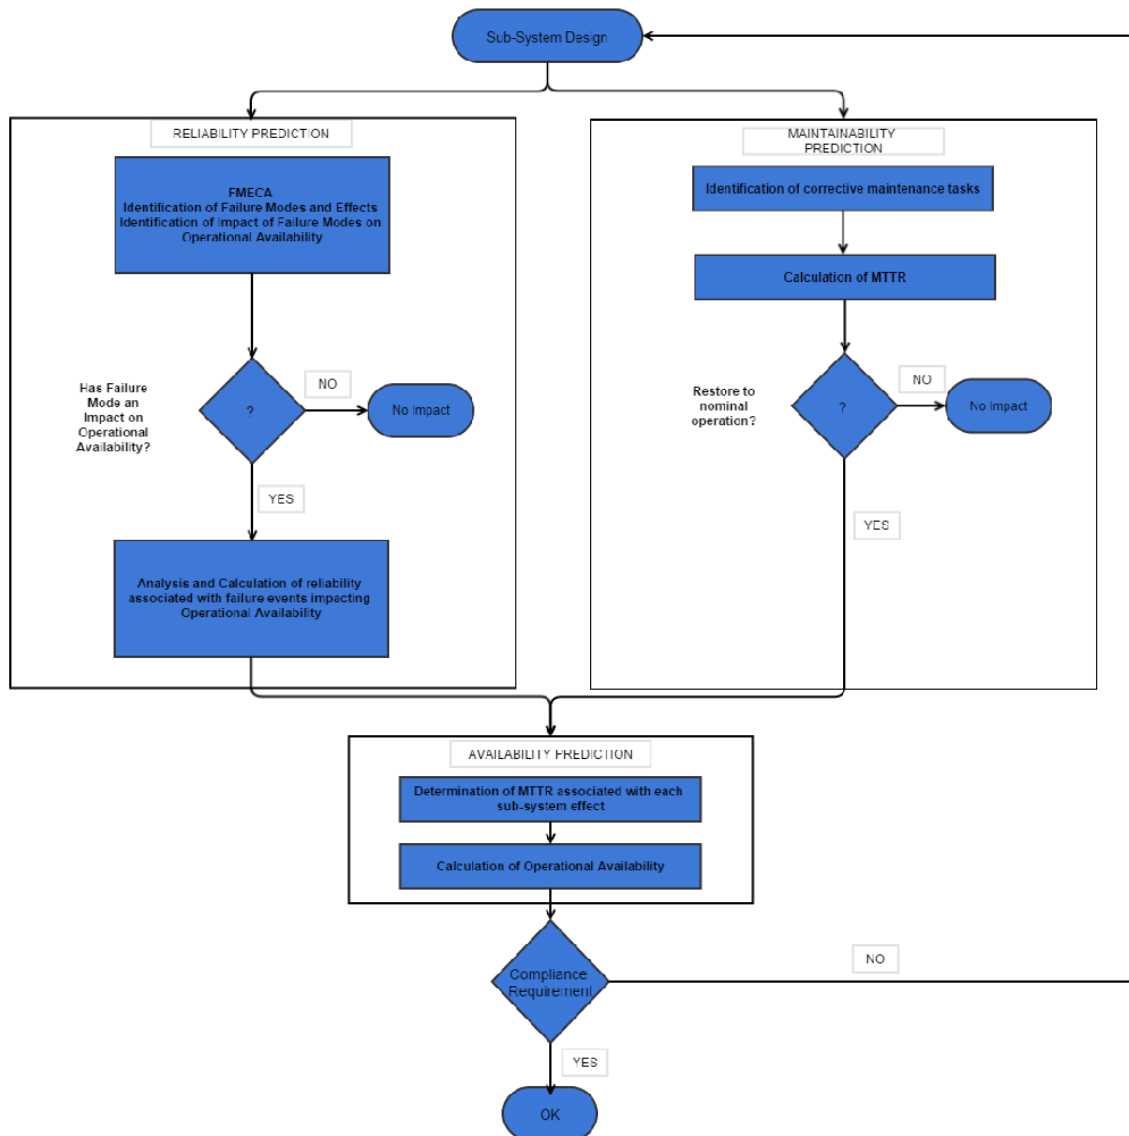 Sub-System Design
RELIABILITY PREDICTION
FMECA
Identification of Failure Modes and Effects
Identification of Impact of Failure Modes on
Operational Availability
Has Failure
Mode an
Impact on
Operational
Availability?
?
NO
No Impact
YES
Analysis and Calculation of reliability
associated with failure events impacting
Operational Availability
MAINTAINABILITY
PREDICTION
Identification of corrective maintenance tasks
Calculation of MTTR
Restore to
nominal
operation?
?
NO
No Impact
YES
AVAILABILITY PREDICTION
Determination of MTTR associated with each
sub-system effect
Calculation of Operational Availability
Compliance
Requirement
NO
YES
OK